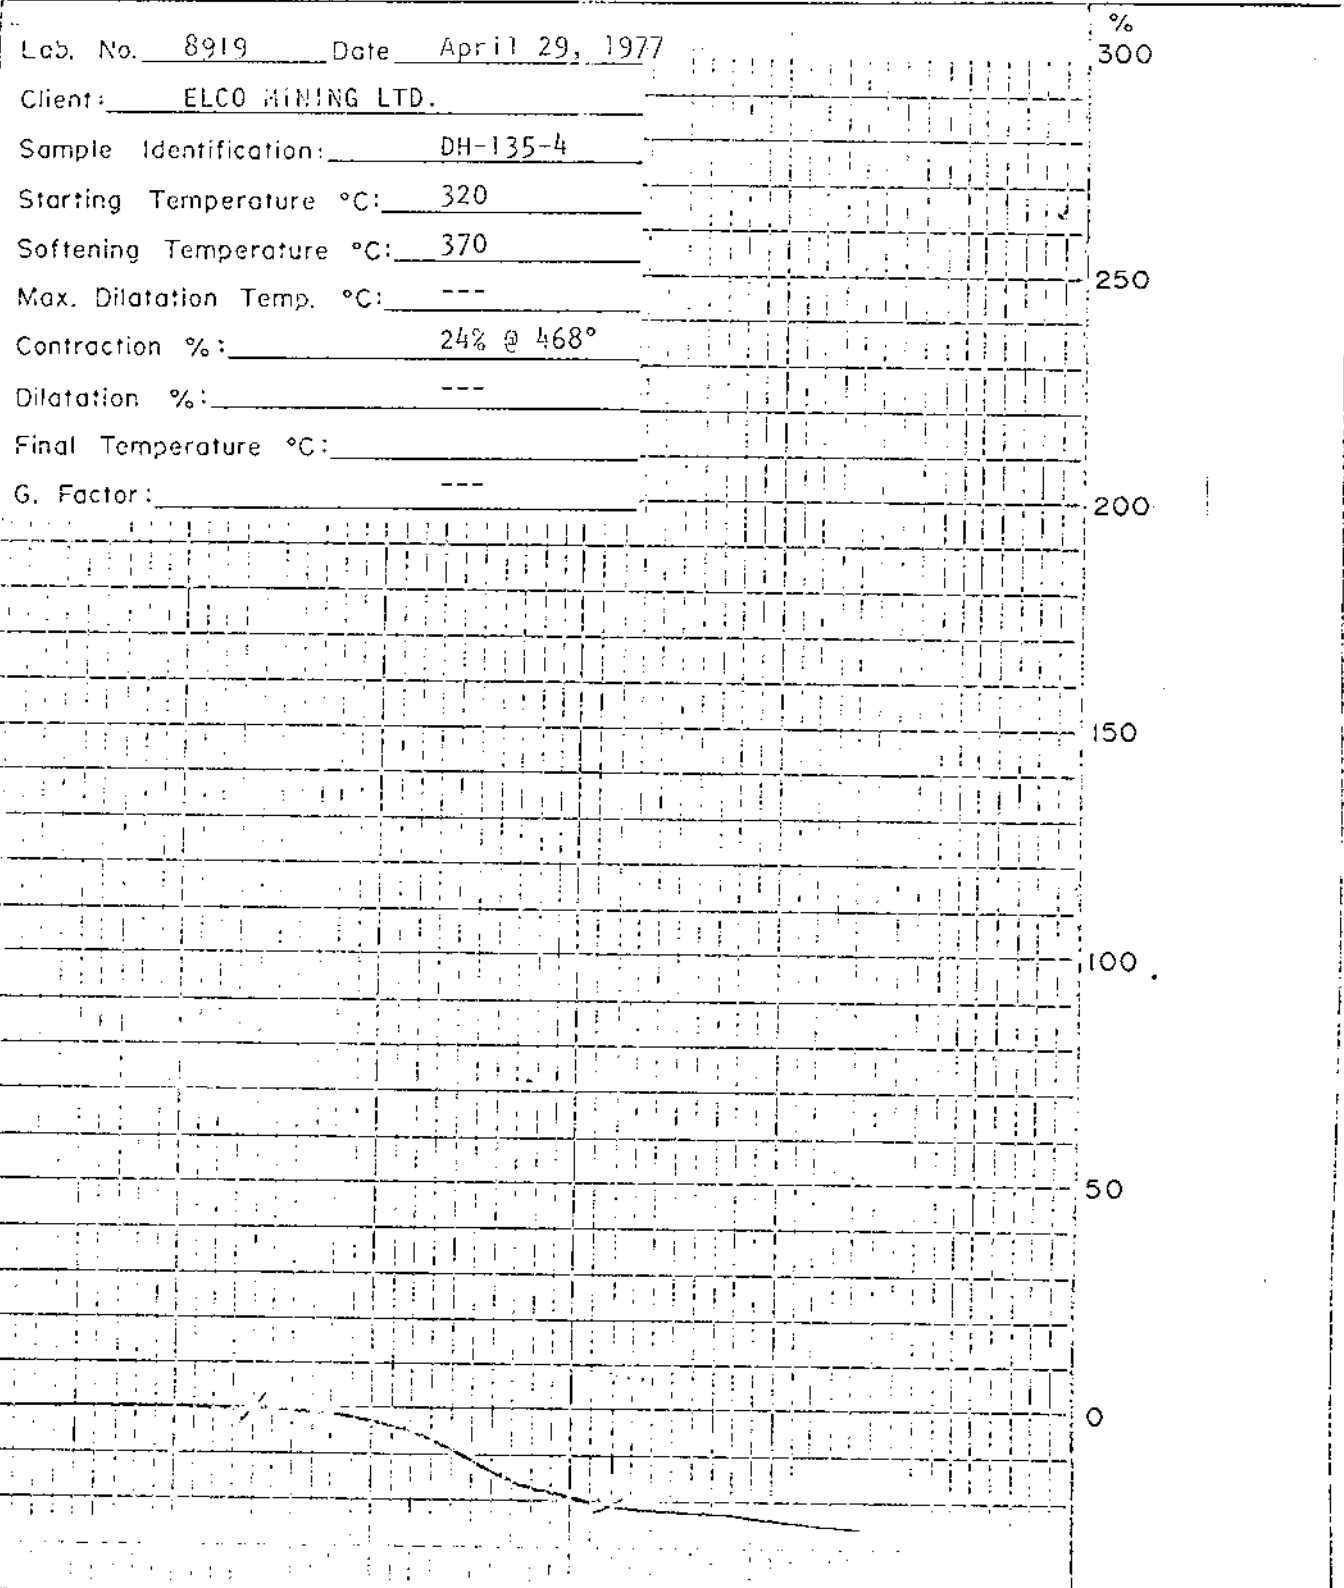 Lab. No. 8919 Date April 29, 1977
Client: ELCO MINING LTD.
Sample Identification: DH-135-4
Starting Temperature °C: 320
Softening Temperature °C: 370
Max. Dilatation Temp. °C: ---
Contraction %: 24% @ 468°
Dilatation %: ---
Final Temperature °C:
G. Factor: ---
%
300
250
200
150
100
50
0